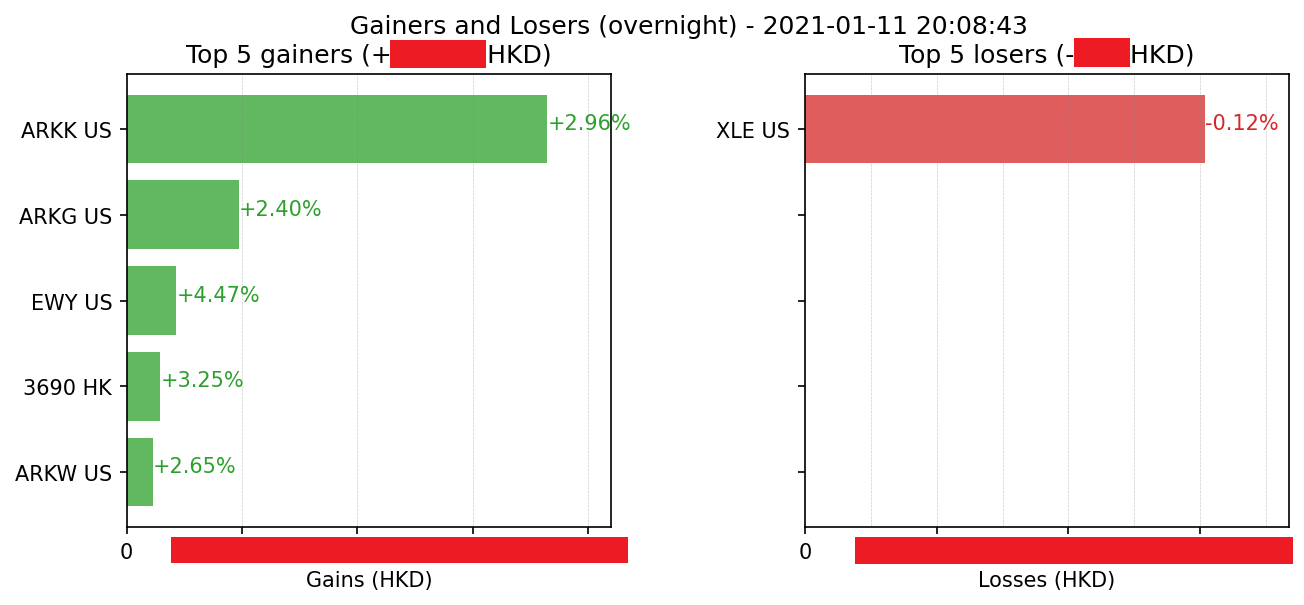 Gainers and Losers (overnight) - 2021-01-11 20:08:43
Top 5 gainers (+ HKD)
ARKK US
+2.96%
ARKG US
+2.40%
EWY US
+4.47%
3690 HK
+3.25%
ARKW US
+2.65%
0
Gains (HKD)
Top 5 losers (- HKD)
XLE US
-0.12%
0
Losses (HKD)